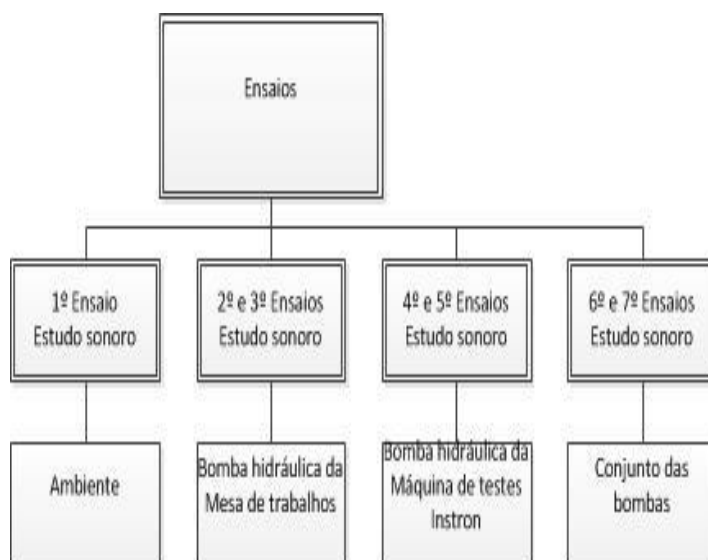 Ensaios
1º Ensaio
Estudo sonoro
2º e 3º Ensaios
Estudo sonoro
4º e 5º Ensaios
Estudo sonoro
6º e 7º Ensaios
Estudo sonoro
Ambiente
Bomba hidráulica da
Mesa de trabalhos
Bomba hidráulica da
Máquina de testes
Instron
Conjunto das
bombas